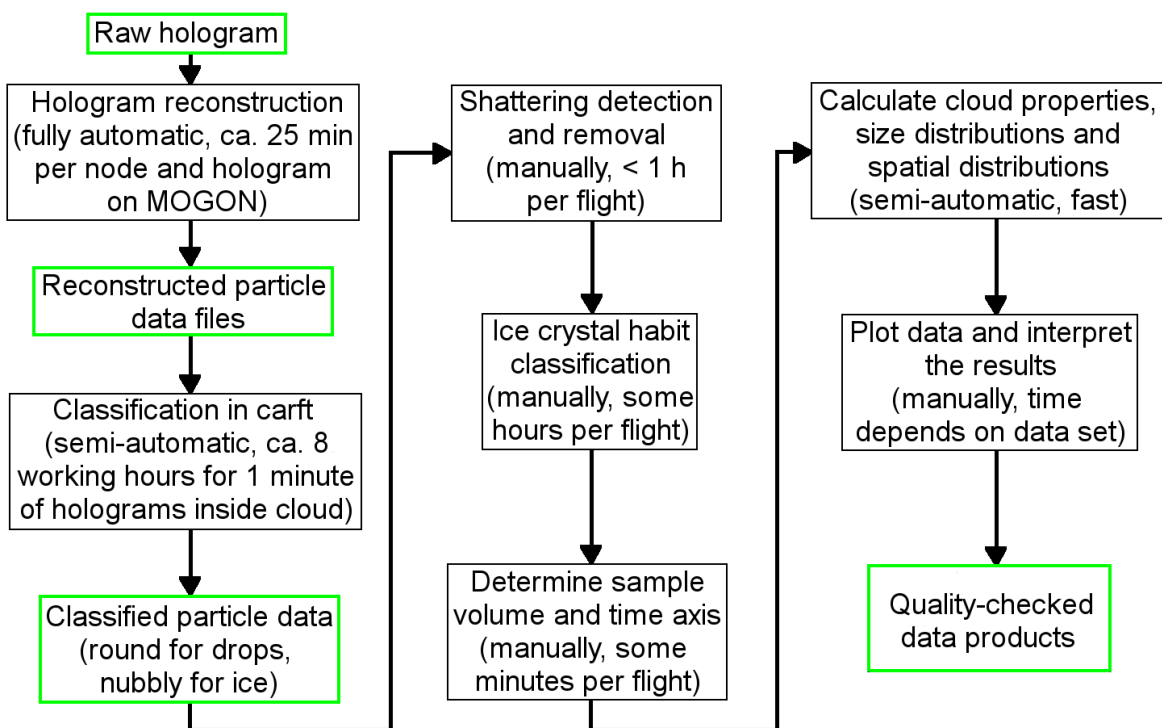 Raw hologram
Hologram reconstruction
(fully automatic, ca. 25 min
per node and hologram
on MOGON)
Reconstructed particle
data files
Classification in carft
(semi-automatic, ca. 8
working hours for 1 minute
of holograms inside cloud)
Classified particle data
(round for drops,
nubbly for ice)
Shattering detection
and removal
(manually, < 1 h
per flight)
Ice crystal habit
classification
(manually, some
hours per flight)
Determine sample
volume and time axis
(manually, some
minutes per flight)
Calculate cloud properties,
size distributions and
spatial distributions
(semi-automatic, fast)
Plot data and interpret
the results
(manually, time
depends on data set)
Quality-checked
data products